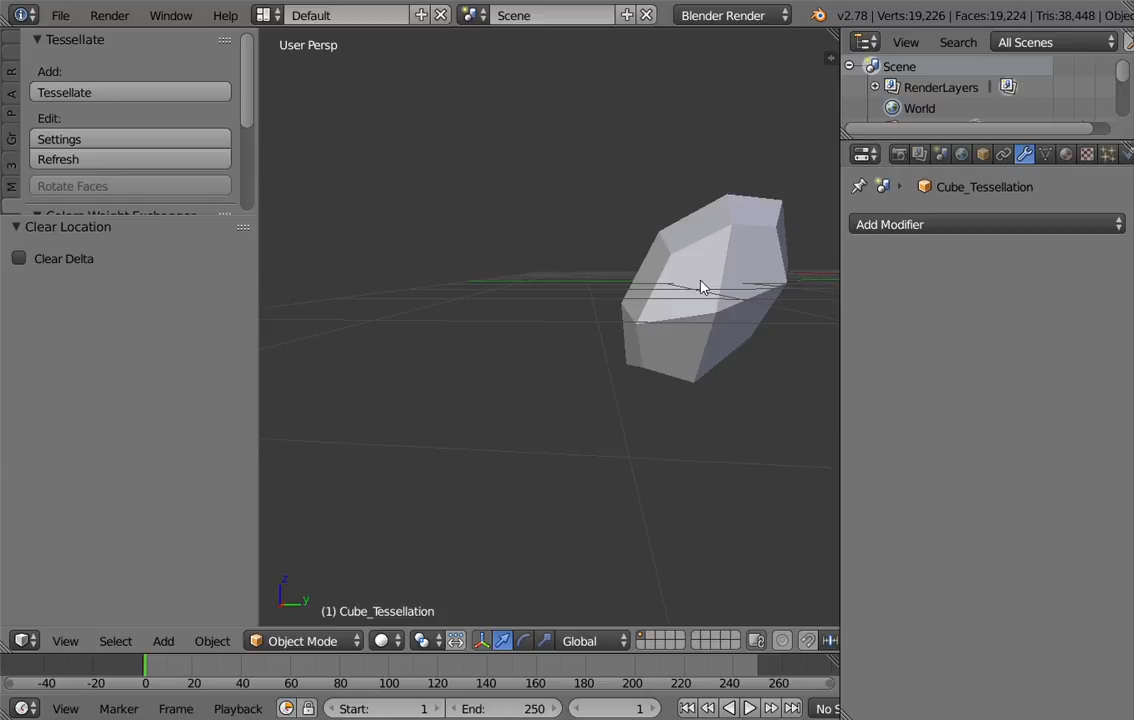 File Render Window Help Default Scene Blender Render v2.78 | Verts:19,226 | Faces:19,224 | Tris:38,448 | Objec
Tessellate
Add:
Tessellate
Edit:
Settings
Refresh
Rotate Faces
Clear Location
Clear Delta
R
A
P
Gr
3
M
User Persp
z
y
(1) Cube_Tessellation
View Search All Scenes
Scene
RenderLayers
World
Cube_Tessellation
Add Modifier
View Select Add Object Object Mode Global
-40 -20 0 20 40 60 80 100 120 140 160 180 200 220 240 260
View Marker Frame Playback Start: 1 End: 250 1 No S